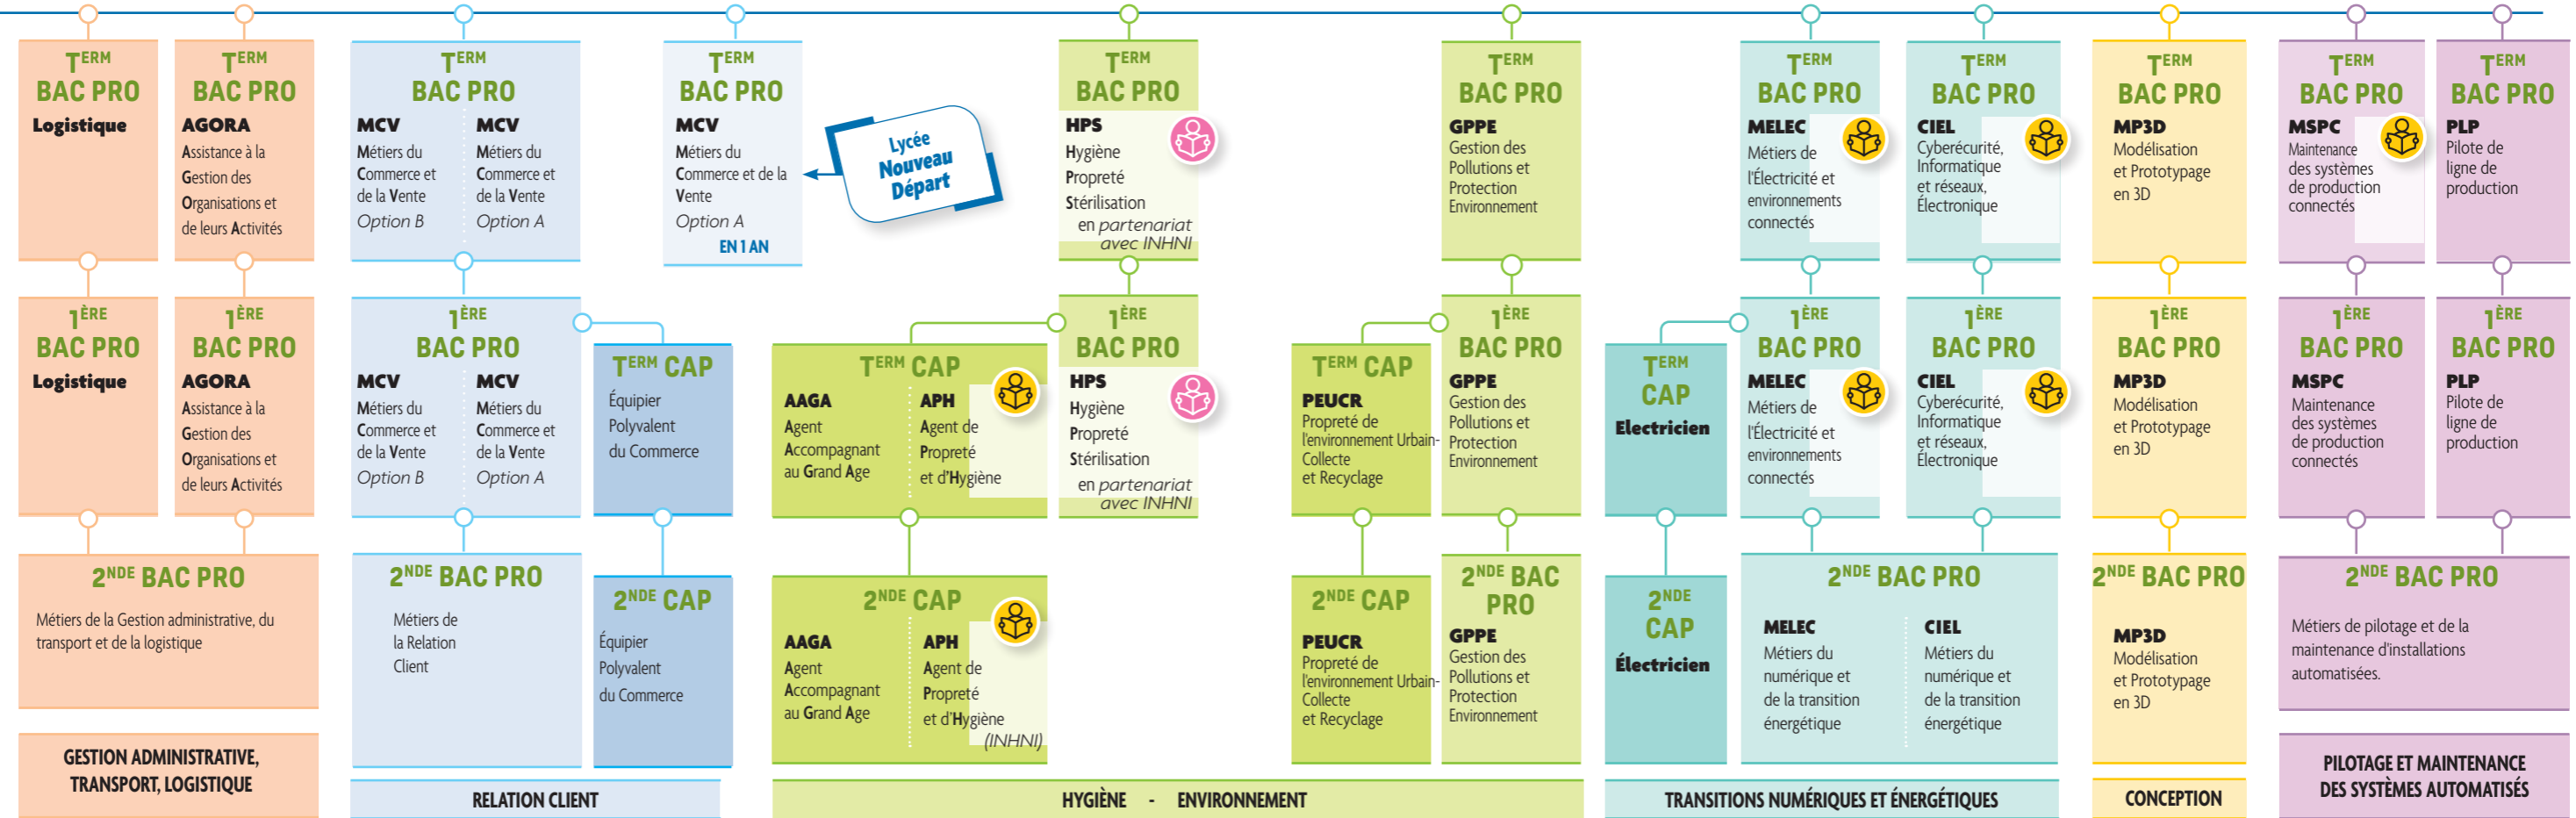 TERM
BAC PRO
Logistique
TERM
BAC PRO
AGORA
Assistance à la
Gestion des
Organisations et
de leurs Activités
TERM
BAC PRO
MCV
Métiers du
Commerce et
de la Vente
Option B
MCV
Métiers du
Commerce et
de la Vente
Option A
TERM
BAC PRO
MCV
Métiers du
Commerce et de la
Vente
Option A
EN 1 AN
Lycée
Nouveau
Départ
TERM
BAC PRO
HPS
Hygiène
Propreté
Stérilisation
en partenariat
avec INHNI
TERM
BAC PRO
GPPE
Gestion des
Pollutions et
Protection
Environnement
TERM
BAC PRO
MELEC
Métiers de
l'Électricité et
environnements
connectés
TERM
BAC PRO
CIEL
Cyberécurité,
Informatique
et réseaux,
Électronique
TERM
BAC PRO
MP3D
Modélisation
et Prototypage
en 3D
TERM
BAC PRO
MSPC
Maintenance
des systèmes
de production
connectés
TERM
BAC PRO
PLP
Pilote de
ligne de
production
1ÈRE
BAC PRO
Logistique
1ÈRE
BAC PRO
AGORA
Assistance à la
Gestion des
Organisations et
de leurs Activités
1ÈRE
BAC PRO
MCV
Métiers du
Commerce et
de la Vente
Option B
MCV
Métiers du
Commerce et
de la Vente
Option A
TERM CAP
Équipier
Polyvalent
du Commerce
TERM CAP
AAGA
Agent
Accompagnant
au Grand Age
APH
Agent de
Propreté
et d'Hygiène
1ÈRE
BAC PRO
HPS
Hygiène
Propreté
Stérilisation
en partenariat
avec INHNI
TERM CAP
PEUCR
Propreté de
l'environnement Urbain-
Collecte
et Recyclage
1ÈRE
BAC PRO
GPPE
Gestion des
Pollutions et
Protection
Environnement
TERM
CAP
Electricien
1ÈRE
BAC PRO
MELEC
Métiers de
l'Électricité et
environnements
connectés
1ÈRE
BAC PRO
CIEL
Cyberécurité,
Informatique
et réseaux,
Électronique
1ÈRE
BAC PRO
MP3D
Modélisation
et Prototypage
en 3D
1ÈRE
BAC PRO
MSPC
Maintenance
des systèmes
de production
connectés
1ÈRE
BAC PRO
PLP
Pilote de
ligne de
production
2NDE BAC PRO
Métiers de la Gestion administrative, du
transport et de la logistique
2NDE BAC PRO
Métiers de
la Relation
Client
2NDE CAP
Équipier
Polyvalent
du Commerce
2NDE CAP
AAGA
Agent
Accompagnant
au Grand Age
APH
Agent de
Propreté
et d'Hygiène
(INHNI)
2NDE CAP
PEUCR
Propreté de
l'environnement Urbain-
Collecte
et Recyclage
2NDE BAC
PRO
GPPE
Gestion des
Pollutions et
Protection
Environnement
2NDE
CAP
Électricien
2NDE BAC PRO
MELEC
Métiers du
numérique et
de la transition
énergétique
CIEL
Métiers du
numérique et
de la transition
énergétique
2NDE BAC PRO
MP3D
Modélisation
et Prototypage
en 3D
2NDE BAC PRO
Métiers de pilotage et de la
maintenance d'installations
automatisées.
GESTION ADMINISTRATIVE,
TRANSPORT, LOGISTIQUE
RELATION CLIENT
HYGIÈNE - ENVIRONNEMENT
TRANSITIONS NUMÉRIQUES ET ÉNERGÉTIQUES
CONCEPTION
PILOTAGE ET MAINTENANCE
DES SYSTÈMES AUTOMATISÉS